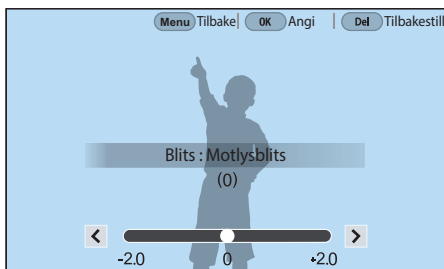 Menu Tilbake | OK Angi | Del Tilbakestill
Blits : Motlysblits
(0)
-2.0 0 +2.0